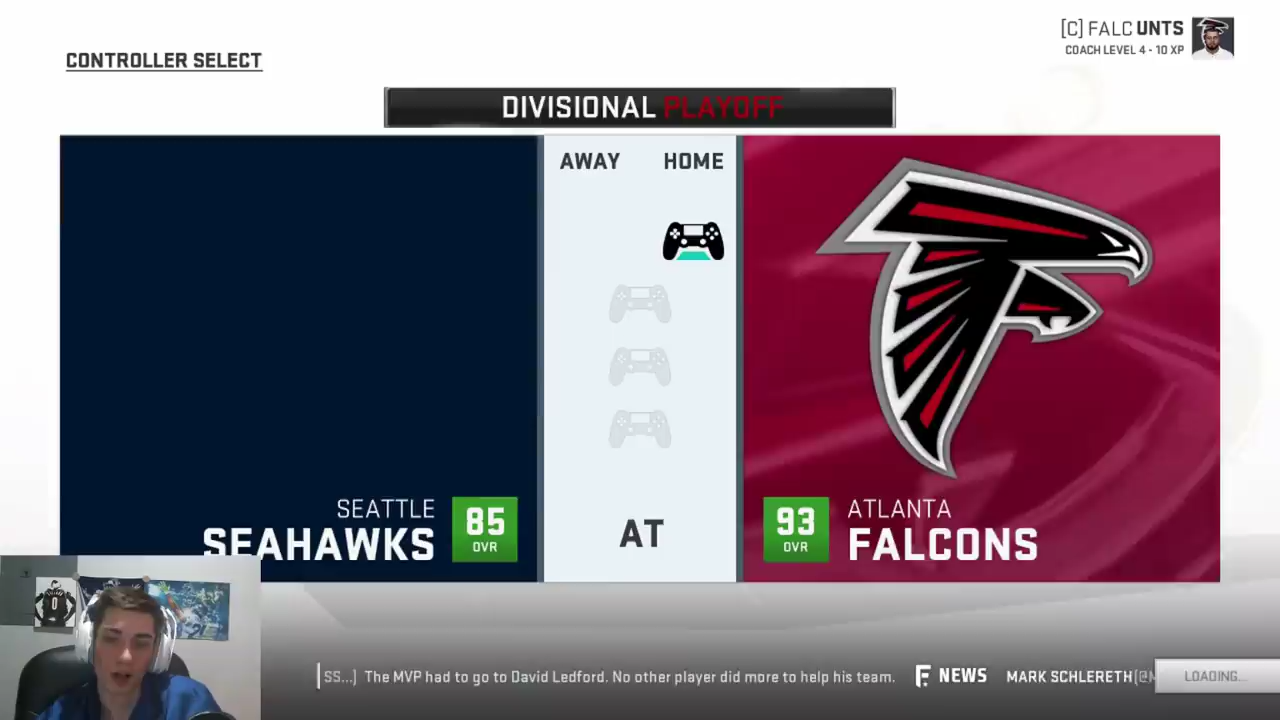 [C] FALC UNTS
COACH LEVEL 4 - 10 XP
CONTROLLER SELECT
DIVISIONAL PLAYOFF
AWAY HOME
SEATTLE
SEAHAWKS
85
OVR
AT
93
OVR
ATLANTA
FALCONS
0
SS...] The MVP had to go to David Ledford. No other player did more to help his team. F NEWS MARK SCHLERETH[@
LOADING...